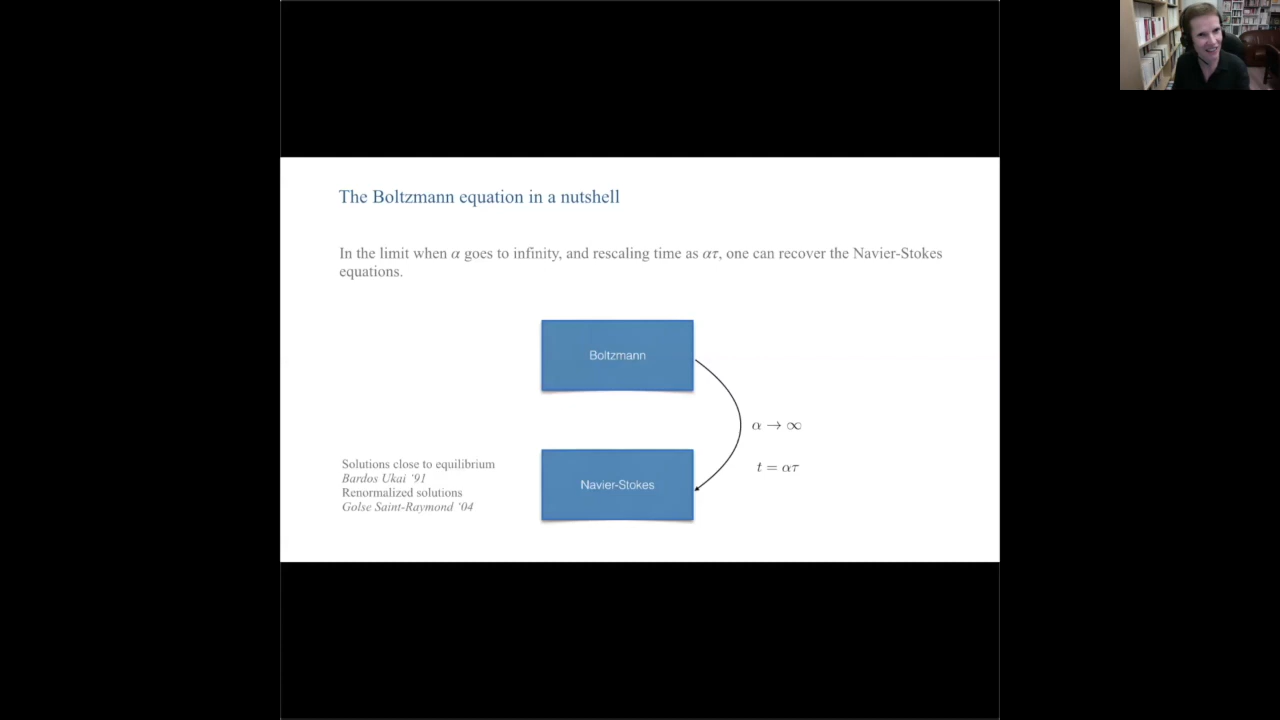 The Boltzmann equation in a nutshell
In the limit when α goes to infinity, and rescaling time as ατ, one can recover the Navier-Stokes
equations.
Boltzmann
α → ∞
t = ατ
Navier-Stokes
Solutions close to equilibrium
Bardos Ukai ‘91
Renormalized solutions
Golse Saint-Raymond ’04